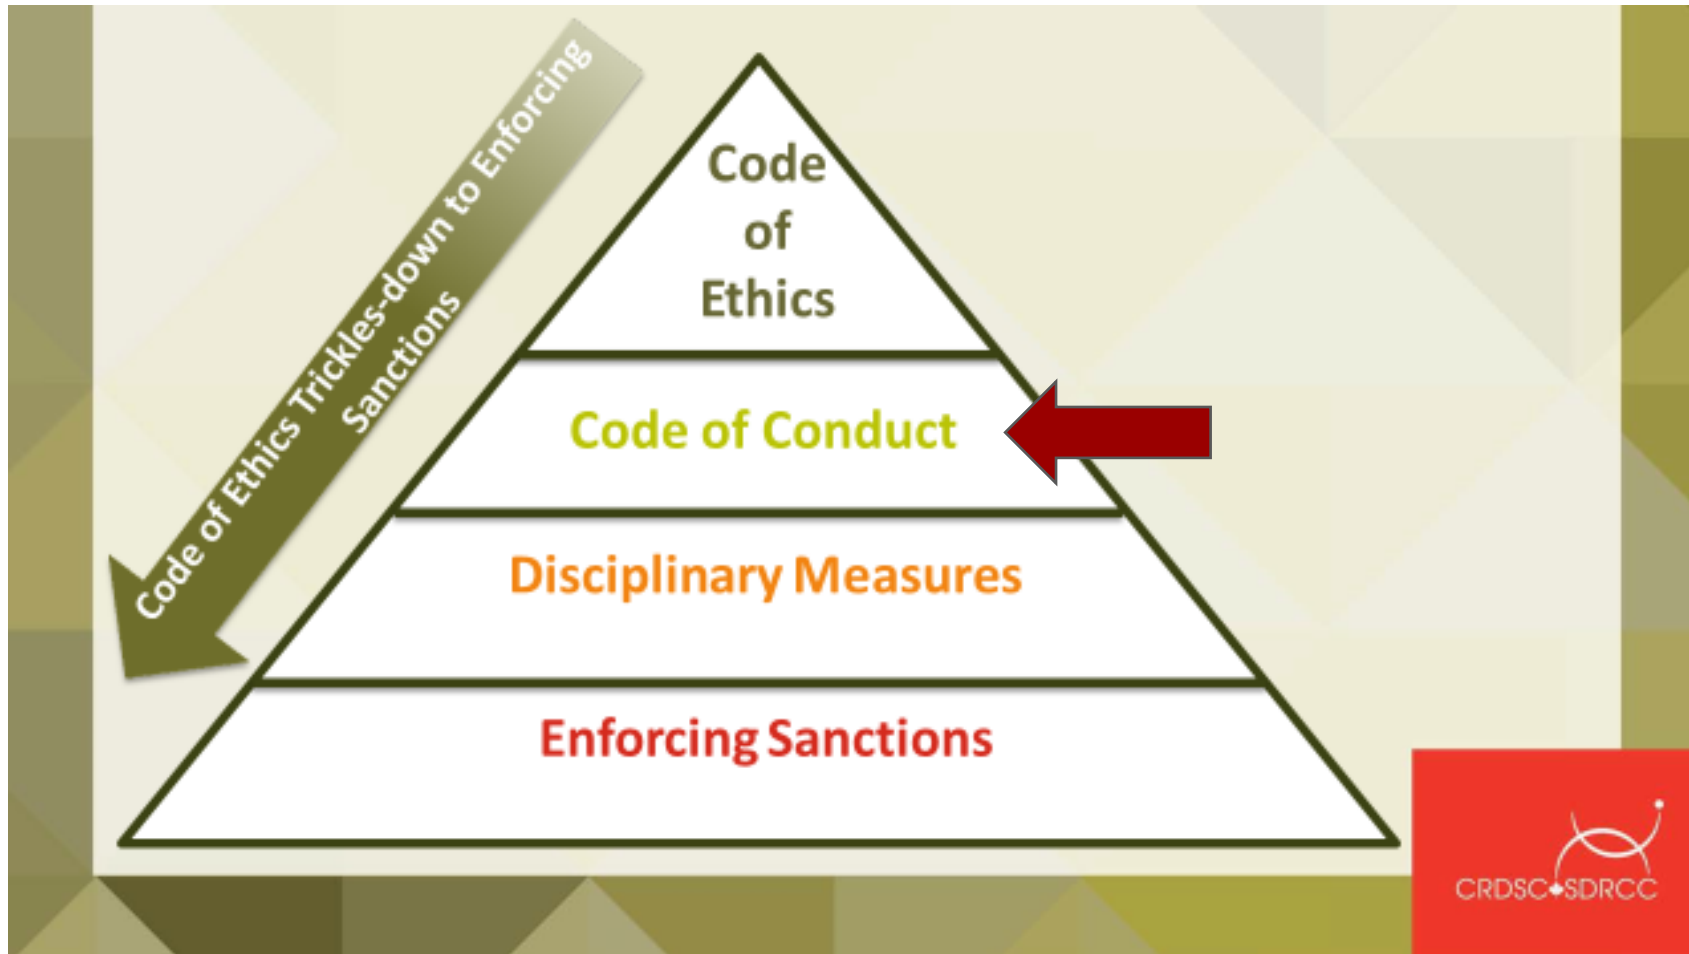 Code of Ethics Trickles-down to Enforcing
Sanctions
Code
of
Ethics
Code of Conduct
Disciplinary Measures
Enforcing Sanctions
CRDSC SDRCC